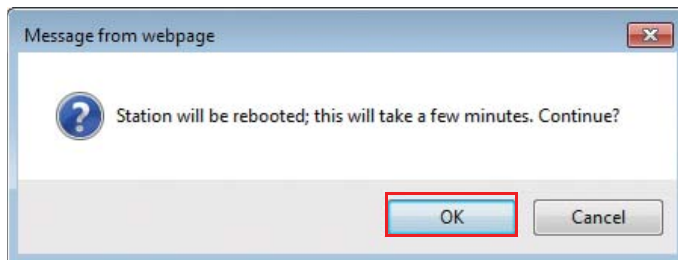 Message from webpage
Station will be rebooted; this will take a few minutes. Continue?
OK
Cancel